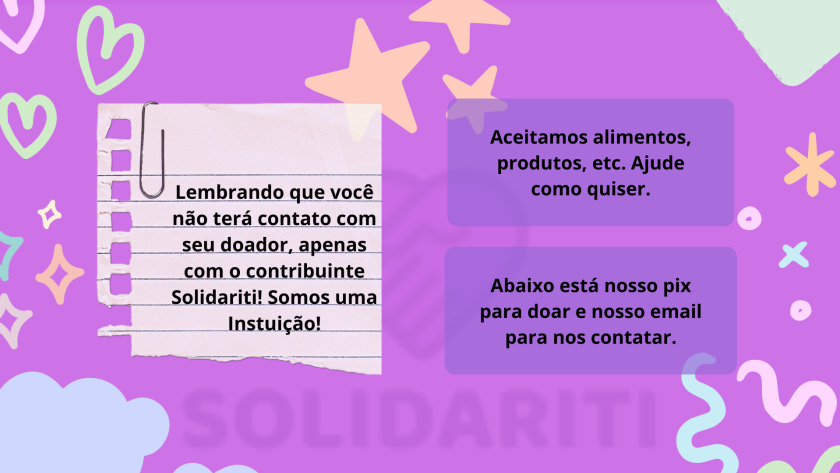 Lembrando que você
não terá contato com
seu doador, apenas
com o contribuinte
Solidariti! Somos uma
Instuição!
Aceitamos alimentos,
produtos, etc. Ajude
como quiser.
Abaixo está nosso pix
para doar e nosso email
para nos contatar.
SOLIDARITI